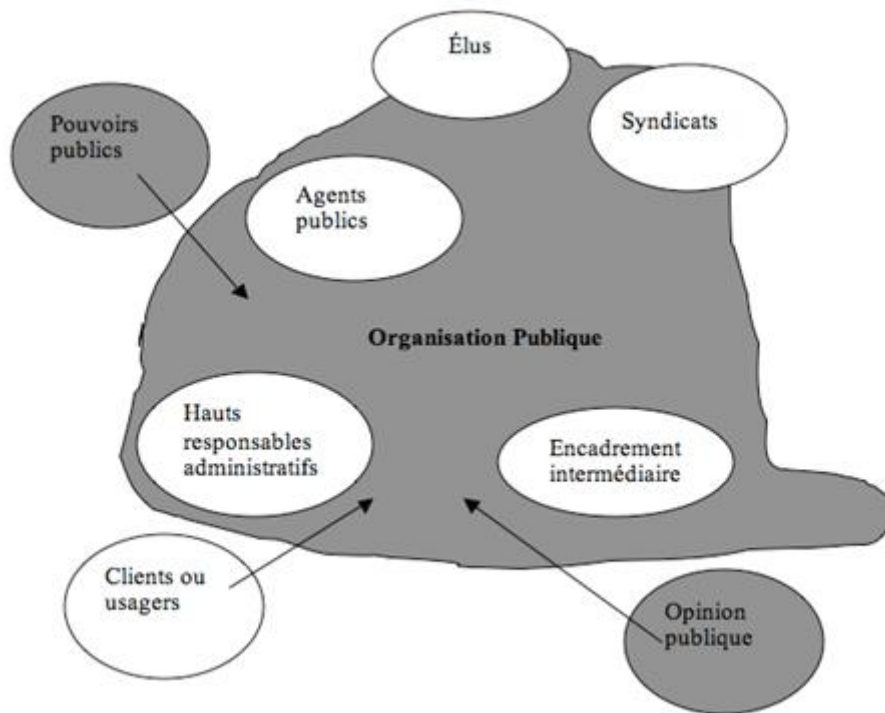 Élus
Syndicats
Pouvoirs
publics
Agents
publics
Organisation Publique
Hauts
responsables
administratifs
Encadrement
intermédiaire
Clients ou
usagers
Opinion
publique